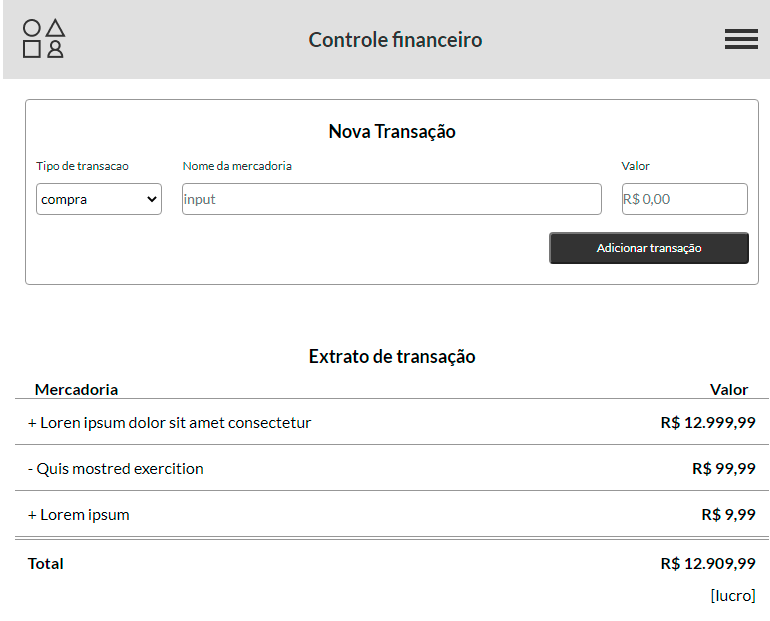 Controle financeiro
Nova Transação
Tipo de transacao Nome da mercadoria Valor
compra input R$ 0,00
Adicionar transação
Extrato de transação
Mercadoria Valor
+ Loren ipsum dolor sit amet consectetur R$ 12.999,99
- Quis mostred exercition R$ 99,99
+ Lorem ipsum R$ 9,99
Total R$ 12.909,99
[lucro]